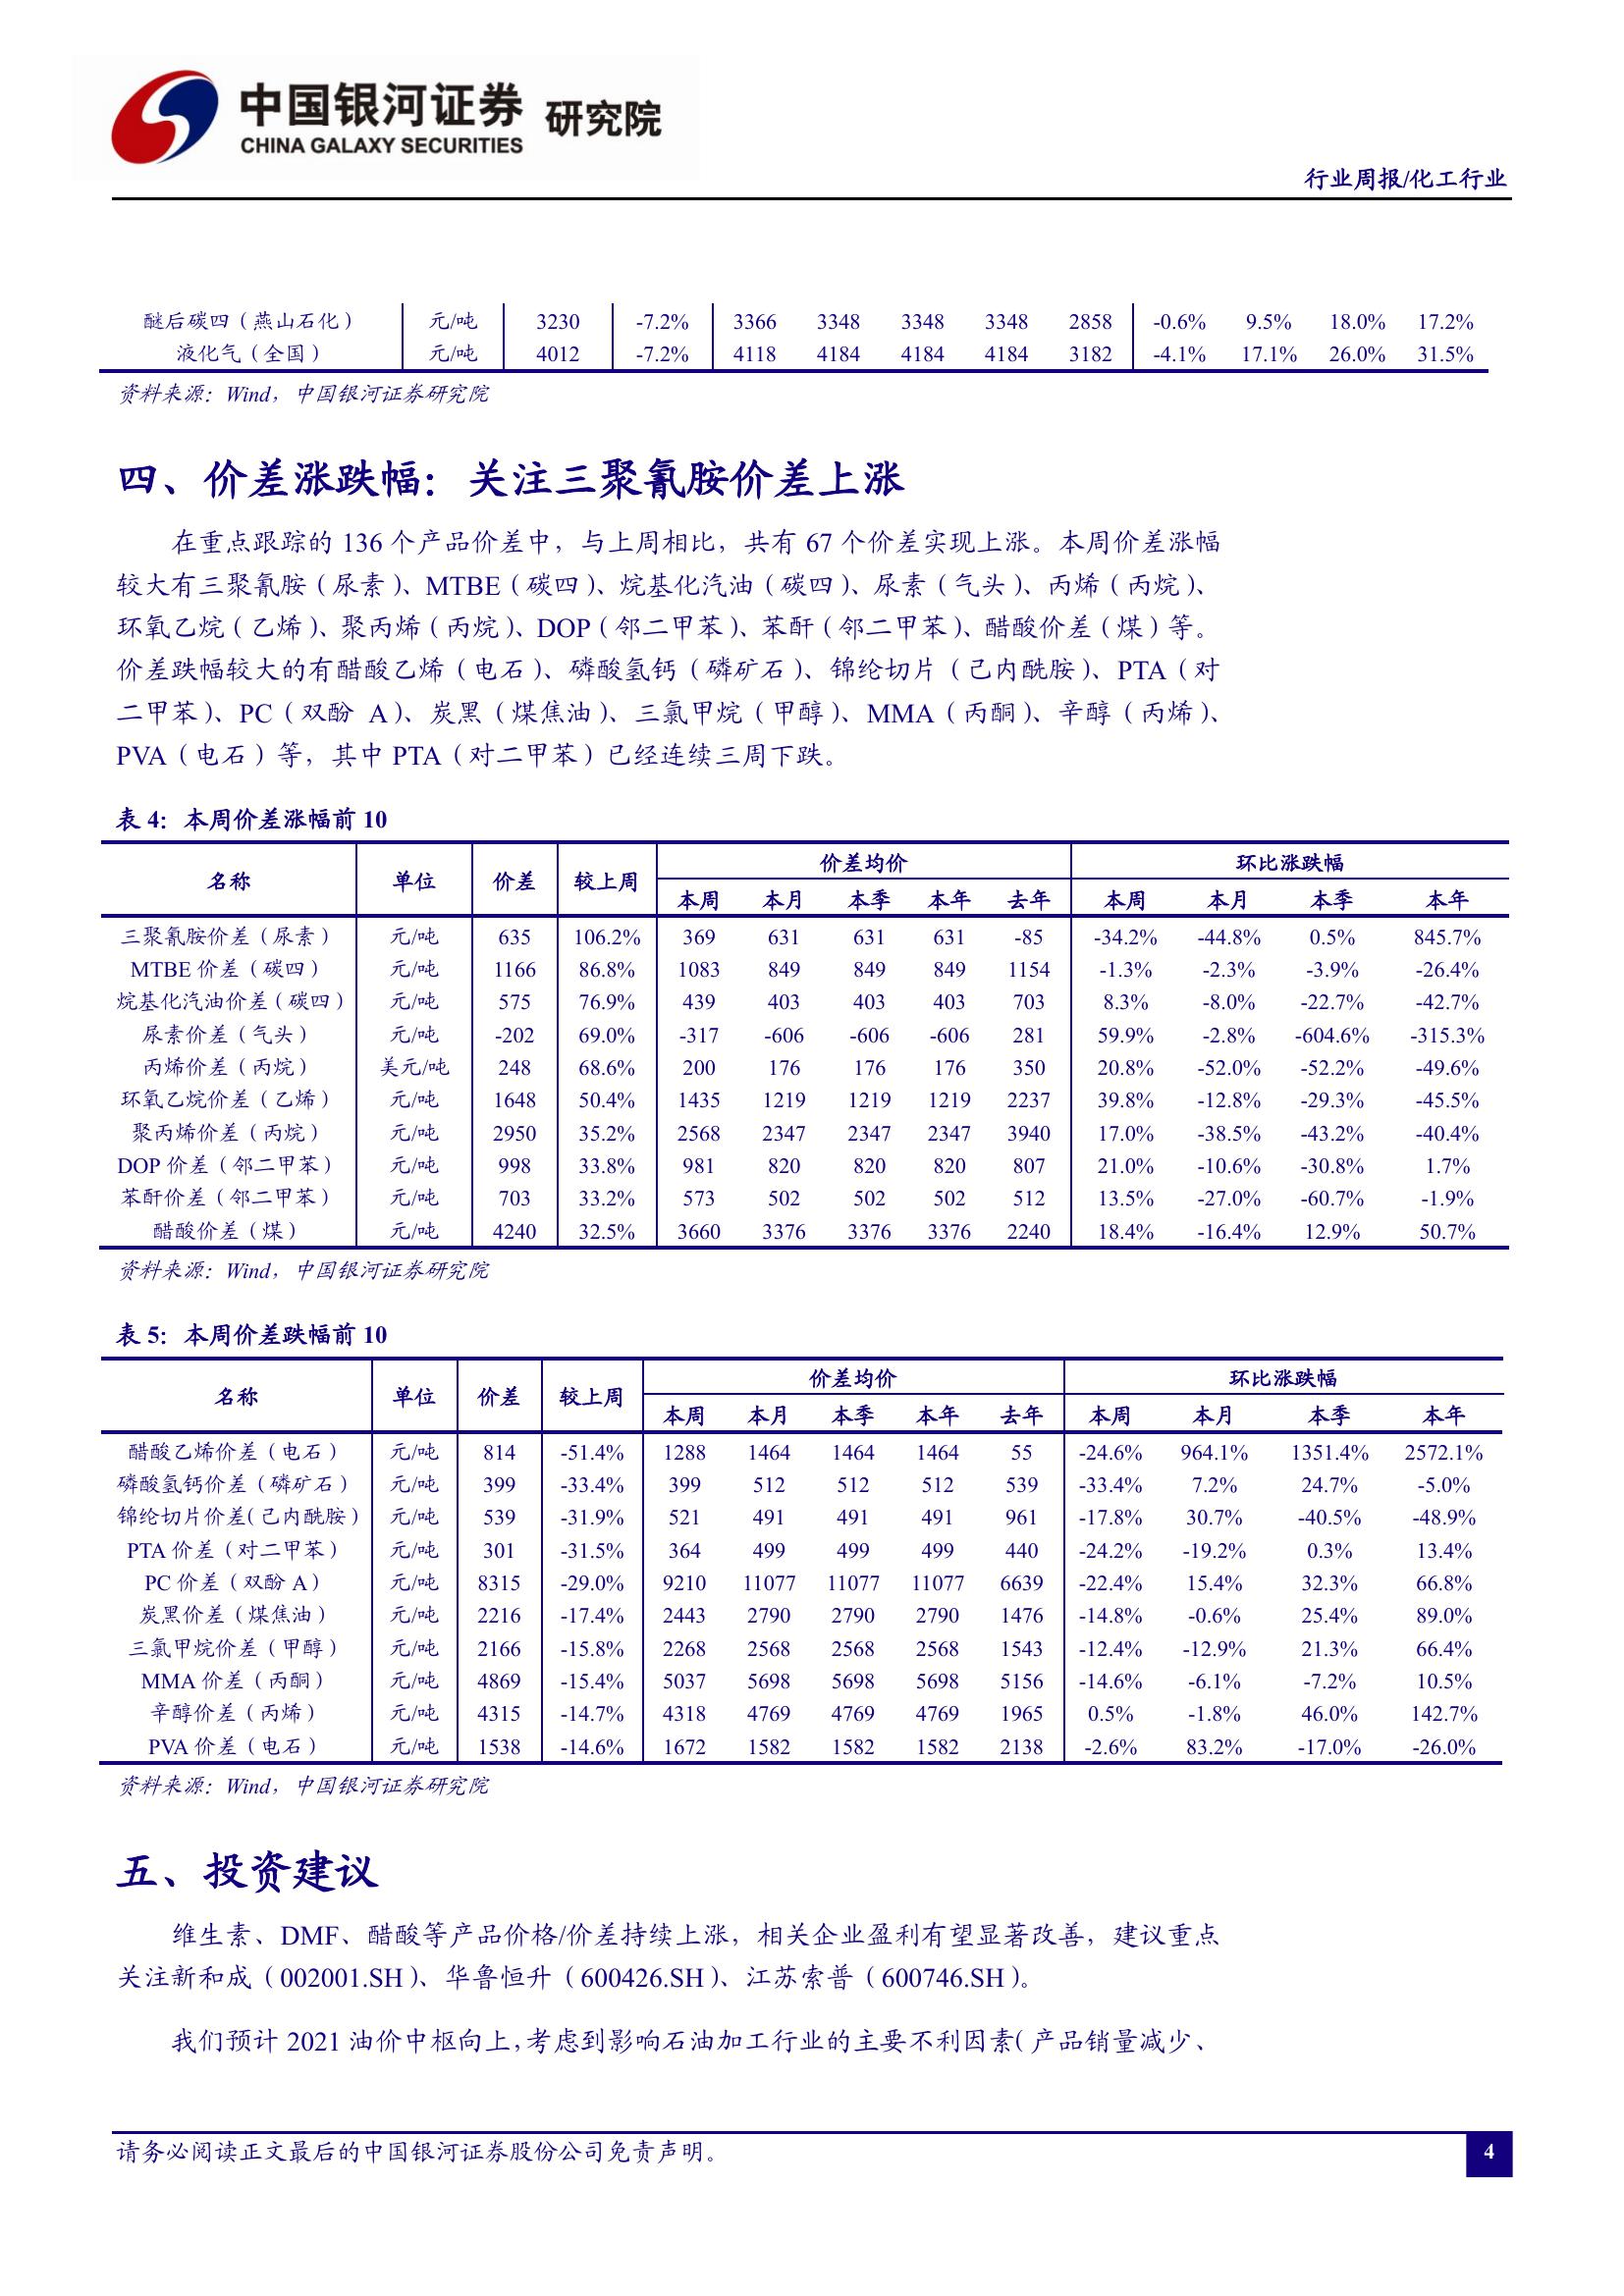 中国银河证券 研究院
CHINA GALAXY SECURITIES
行业周报/化工行业
醚后碳四（燕山石化） 元/吨 3230 -7.2% 3366 3348 3348 3348 2858 -0.6% 9.5% 18.0% 17.2%
液化气（全国） 元/吨 4012 -7.2% 4118 4184 4184 4184 3182 -4.1% 17.1% 26.0% 31.5%
资料来源：Wind，中国银河证券研究院
四、价差涨跌幅：关注三聚氰胺价差上涨
在重点跟踪的 136 个产品价差中，与上周相比，共有 67 个价差实现上涨。本周价差涨幅
较大有三聚氰胺（尿素）、MTBE（碳四）、烷基化汽油（碳四）、尿素（气头）、丙烯（丙烷）、
环氧乙烷（乙烯）、聚丙烯（丙烷）、DOP（邻二甲苯）、苯酐（邻二甲苯）、醋酸价差（煤）等。
价差跌幅较大的有醋酸乙烯（电石）、磷酸氢钙（磷矿石）、锦纶切片（己内酰胺）、PTA（对
二甲苯）、PC（双酚 A）、炭黑（煤焦油）、三氯甲烷（甲醇）、MMA（丙酮）、辛醇（丙烯）、
PVA（电石）等，其中 PTA（对二甲苯）已经连续三周下跌。
表 4：本周价差涨幅前 10
名称 单位 价差 较上周 价差均价 环比涨跌幅
本周 本月 本季 本年 去年 本周 本月 本季 本年
三聚氰胺价差（尿素） 元/吨 635 106.2% 369 631 631 631 -85 -34.2% -44.8% 0.5% 845.7%
MTBE 价差（碳四） 元/吨 1166 86.8% 1083 849 849 849 1154 -1.3% -2.3% -3.9% -26.4%
烷基化汽油价差（碳四） 元/吨 575 76.9% 439 403 403 403 703 8.3% -8.0% -22.7% -42.7%
尿素价差（气头） 元/吨 -202 69.0% -317 -606 -606 -606 281 59.9% -2.8% -604.6% -315.3%
丙烯价差（丙烷） 美元/吨 248 68.6% 200 176 176 176 350 20.8% -52.0% -52.2% -49.6%
环氧乙烷价差（乙烯） 元/吨 1648 50.4% 1435 1219 1219 1219 2237 39.8% -12.8% -29.3% -45.5%
聚丙烯价差（丙烷） 元/吨 2950 35.2% 2568 2347 2347 2347 3940 17.0% -38.5% -43.2% -40.4%
DOP 价差（邻二甲苯） 元/吨 998 33.8% 981 820 820 820 807 21.0% -10.6% -30.8% 1.7%
苯酐价差（邻二甲苯） 元/吨 703 33.2% 573 502 502 502 512 13.5% -27.0% -60.7% -1.9%
醋酸价差（煤） 元/吨 4240 32.5% 3660 3376 3376 3376 2240 18.4% -16.4% 12.9% 50.7%
资料来源：Wind，中国银河证券研究院
表 5：本周价差跌幅前 10
名称 单位 价差 较上周 价差均价 环比涨跌幅
本周 本月 本季 本年 去年 本周 本月 本季 本年
醋酸乙烯价差（电石） 元/吨 814 -51.4% 1288 1464 1464 1464 55 -24.6% 964.1% 1351.4% 2572.1%
磷酸氢钙价差（磷矿石） 元/吨 399 -33.4% 399 512 512 512 539 -33.4% 7.2% 24.7% -5.0%
锦纶切片价差（己内酰胺） 元/吨 539 -31.9% 521 491 491 491 961 -17.8% 30.7% -40.5% -48.9%
PTA 价差（对二甲苯） 元/吨 301 -31.5% 364 499 499 499 440 -24.2% -19.2% 0.3% 13.4%
PC 价差（双酚 A） 元/吨 8315 -29.0% 9210 11077 11077 11077 6639 -22.4% 15.4% 32.3% 66.8%
炭黑价差（煤焦油） 元/吨 2216 -17.4% 2443 2790 2790 2790 1476 -14.8% -0.6% 25.4% 89.0%
三氯甲烷价差（甲醇） 元/吨 2166 -15.8% 2268 2568 2568 2568 1543 -12.4% -12.9% 21.3% 66.4%
MMA 价差（丙酮） 元/吨 4869 -15.4% 5037 5698 5698 5698 5156 -14.6% -6.1% -7.2% 10.5%
辛醇价差（丙烯） 元/吨 4315 -14.7% 4318 4769 4769 4769 1965 0.5% -1.8% 46.0% 142.7%
PVA 价差（电石） 元/吨 1538 -14.6% 1672 1582 1582 1582 2138 -2.6% 83.2% -17.0% -26.0%
资料来源：Wind，中国银河证券研究院
五、投资建议
维生素、DMF、醋酸等产品价格/价差持续上涨，相关企业盈利有望显著改善，建议重点
关注新和成（002001.SH）、华鲁恒升（600426.SH）、江苏索普（600746.SH）。
我们预计 2021 油价中枢向上，考虑到影响石油加工行业的主要不利因素（产品销量减少、
请务必阅读正文最后的中国银河证券股份公司免责声明。
4